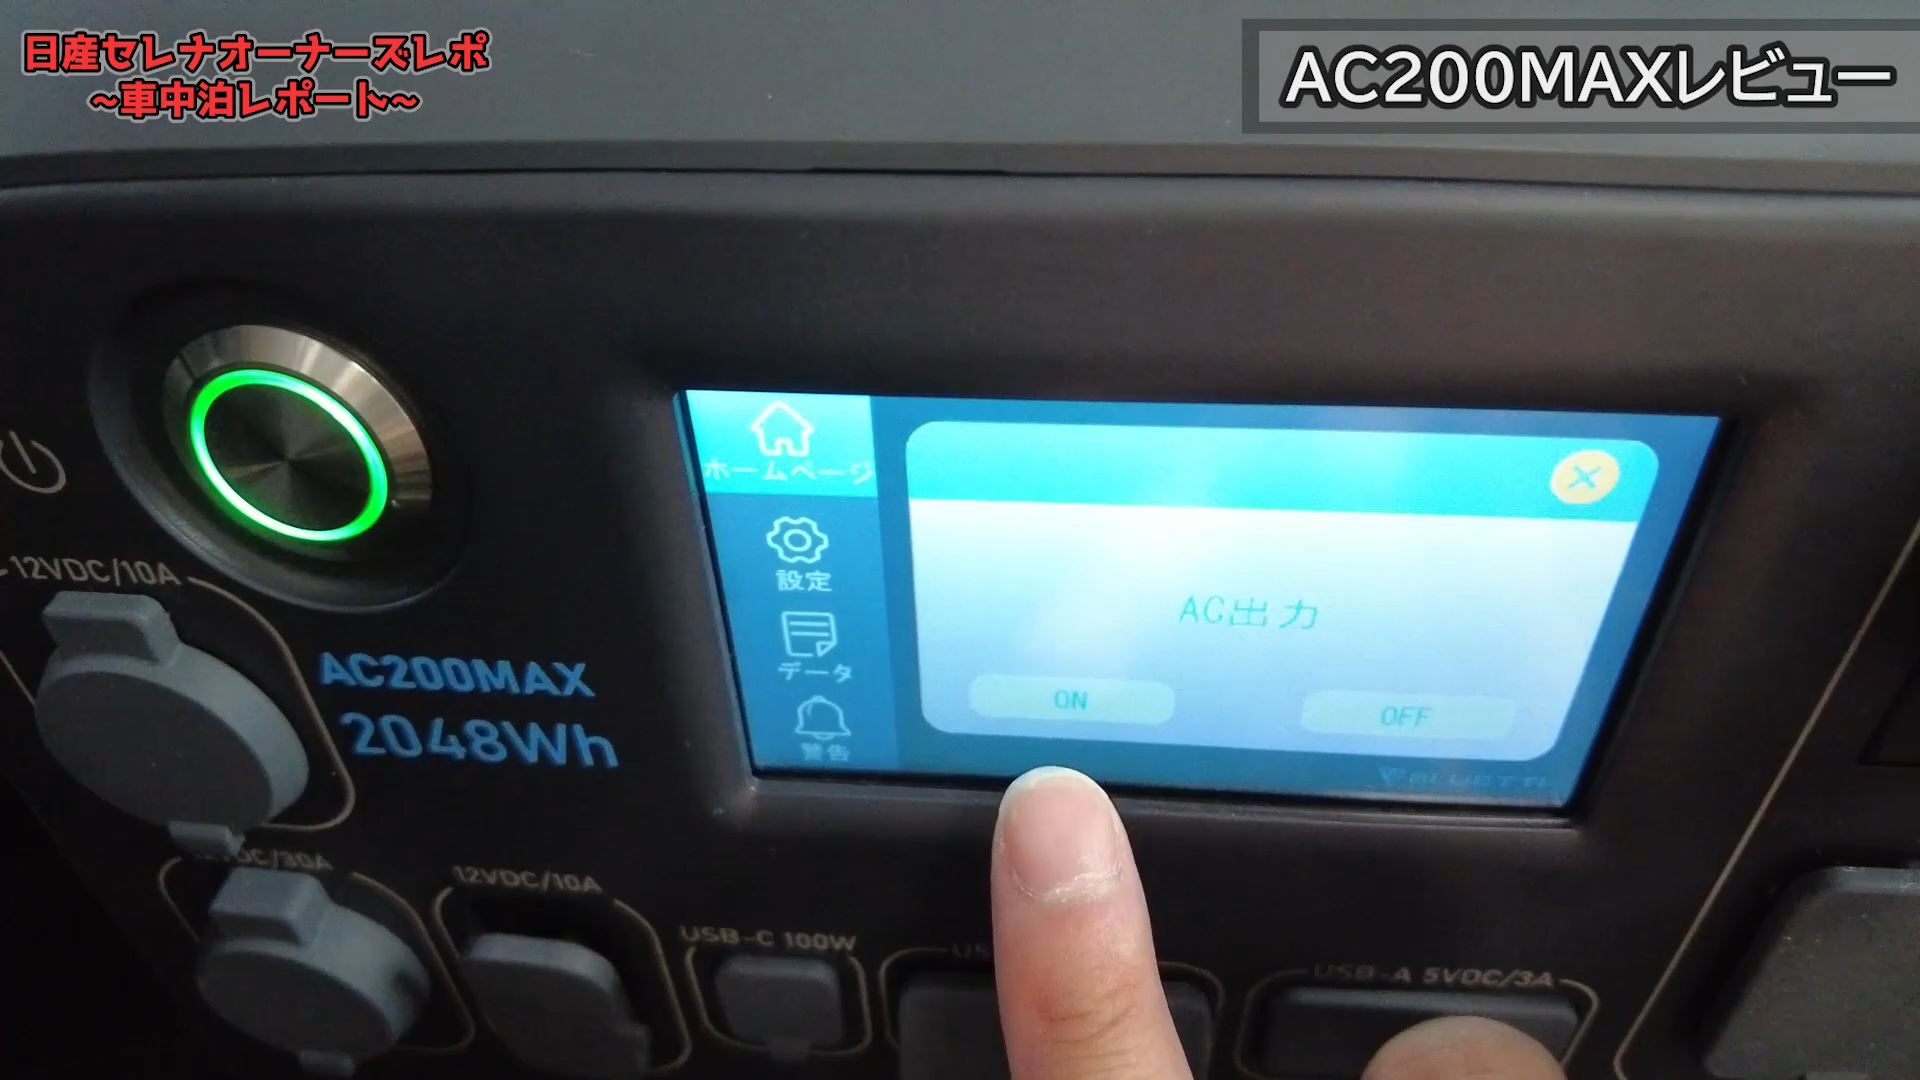 日産セレナオーナーズレポ
~車中泊レポート~
AC200MAXレビュー
ホームページ
設定
データ
警告
AC出力
ON
OFF
BLUETTI
12VDC/10A
AC200MAX
2048Wh
12VDC/30A
12VDC/10A
USB-C 100W
USB-A 5VDC/3A